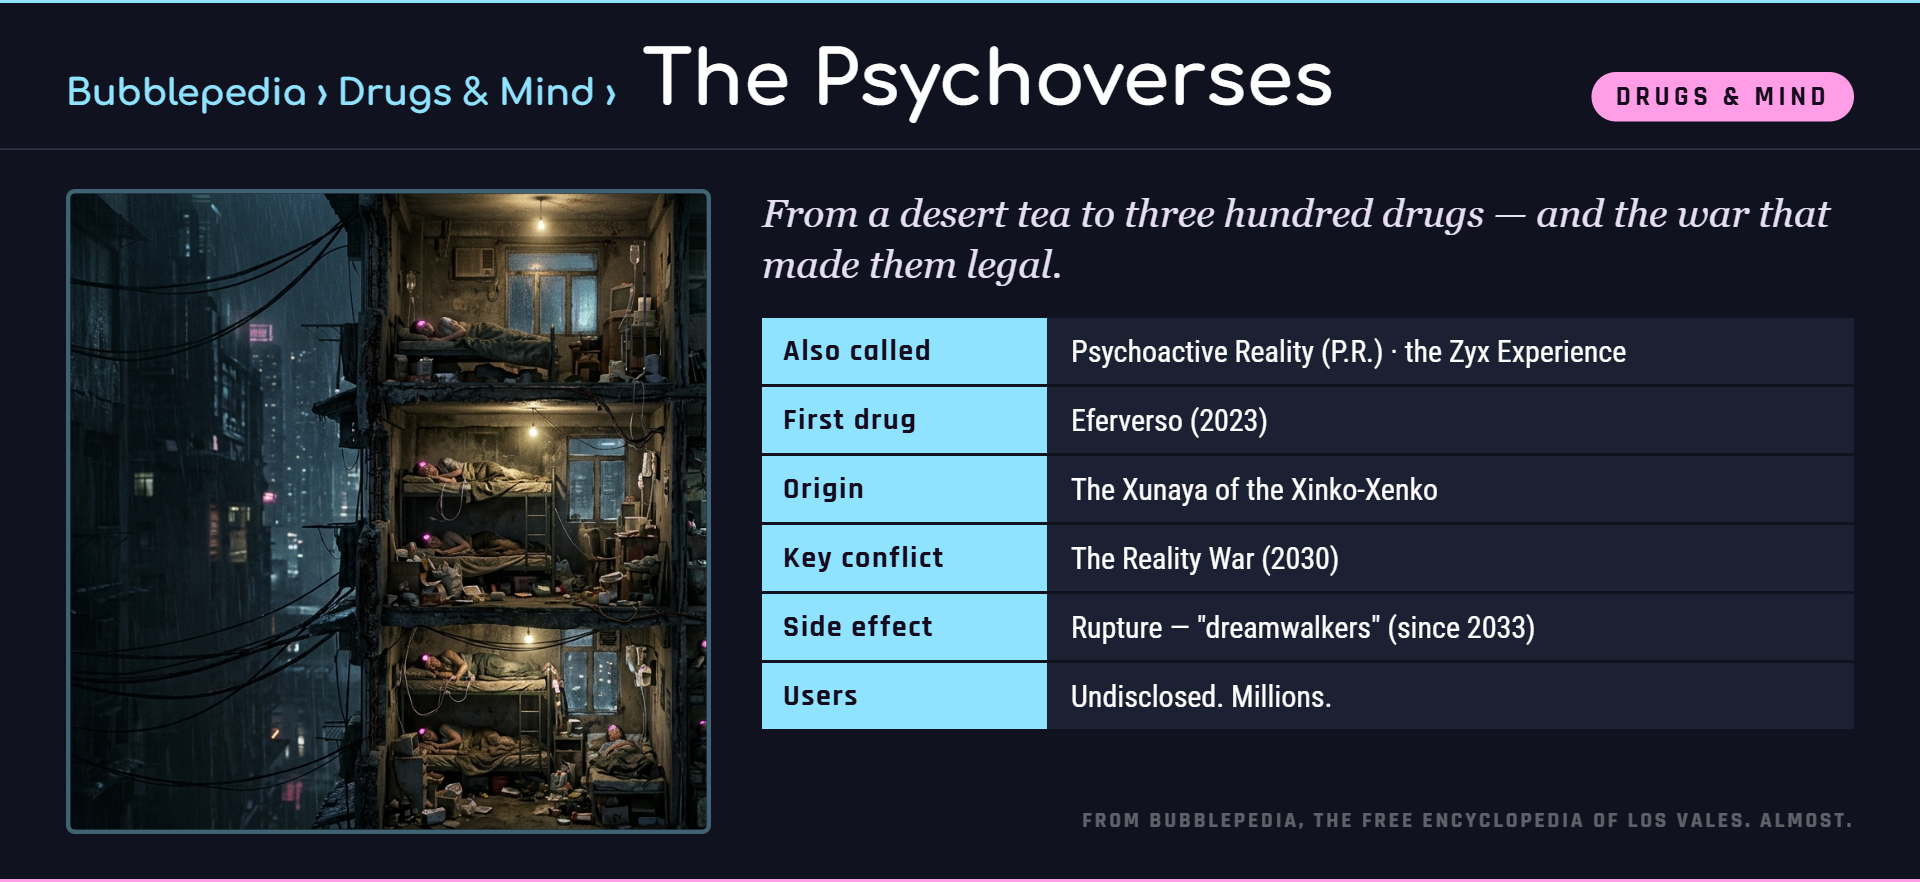 Bubblepedia › Drugs & Mind › The Psychoverses
DRUGS & MIND
From a desert tea to three hundred drugs — and the war that
made them legal.
Also called Psychoactive Reality (P.R.) · the Zyx Experience
First drug Eferverso (2023)
Origin The Xunaya of the Xinko-Xenko
Key conflict The Reality War (2030)
Side effect Rupture — "dreamwalkers" (since 2033)
Users Undisclosed. Millions.
FROM BUBBLEPEDIA, THE FREE ENCYCLOPEDIA OF LOS VALES. ALMOST.